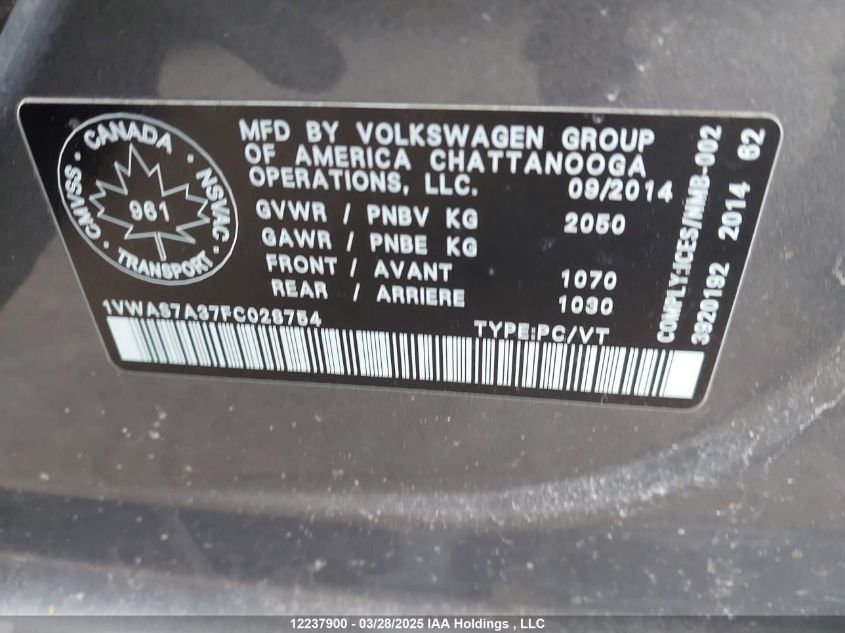 CANADA
CMVSS · NSVAC
961
TRANSPORT
MFD BY VOLKSWAGEN GROUP
OF AMERICA CHATTANOOGA
OPERATIONS, LLC. 09/2014
GVWR / PNBV KG 2050
GAWR / PNBE KG
FRONT / AVANT 1070
REAR / ARRIERE 1030
1VWAS7A37FC028754
TYPE:PC/VT
COMPLY:ICES/NMB-002
3920192 2014 62
12237900 - 03/28/2025 IAA Holdings , LLC